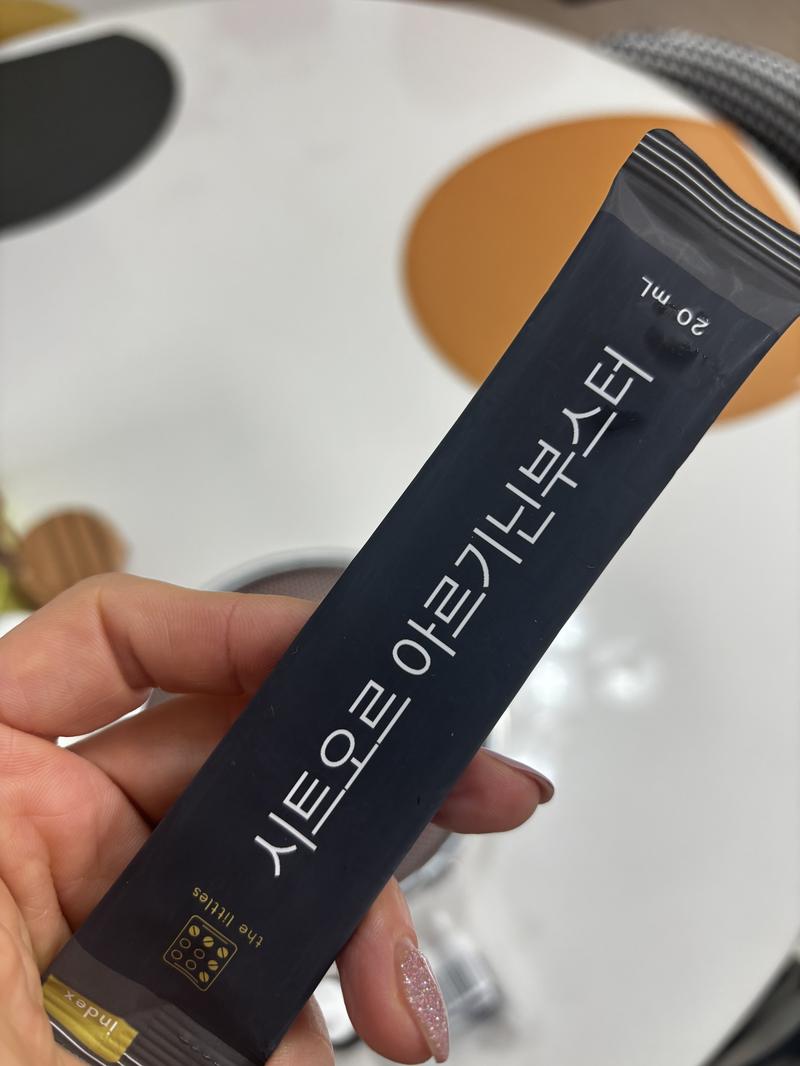 index
the littles
시트오르 아르기닌부스터
20 mL